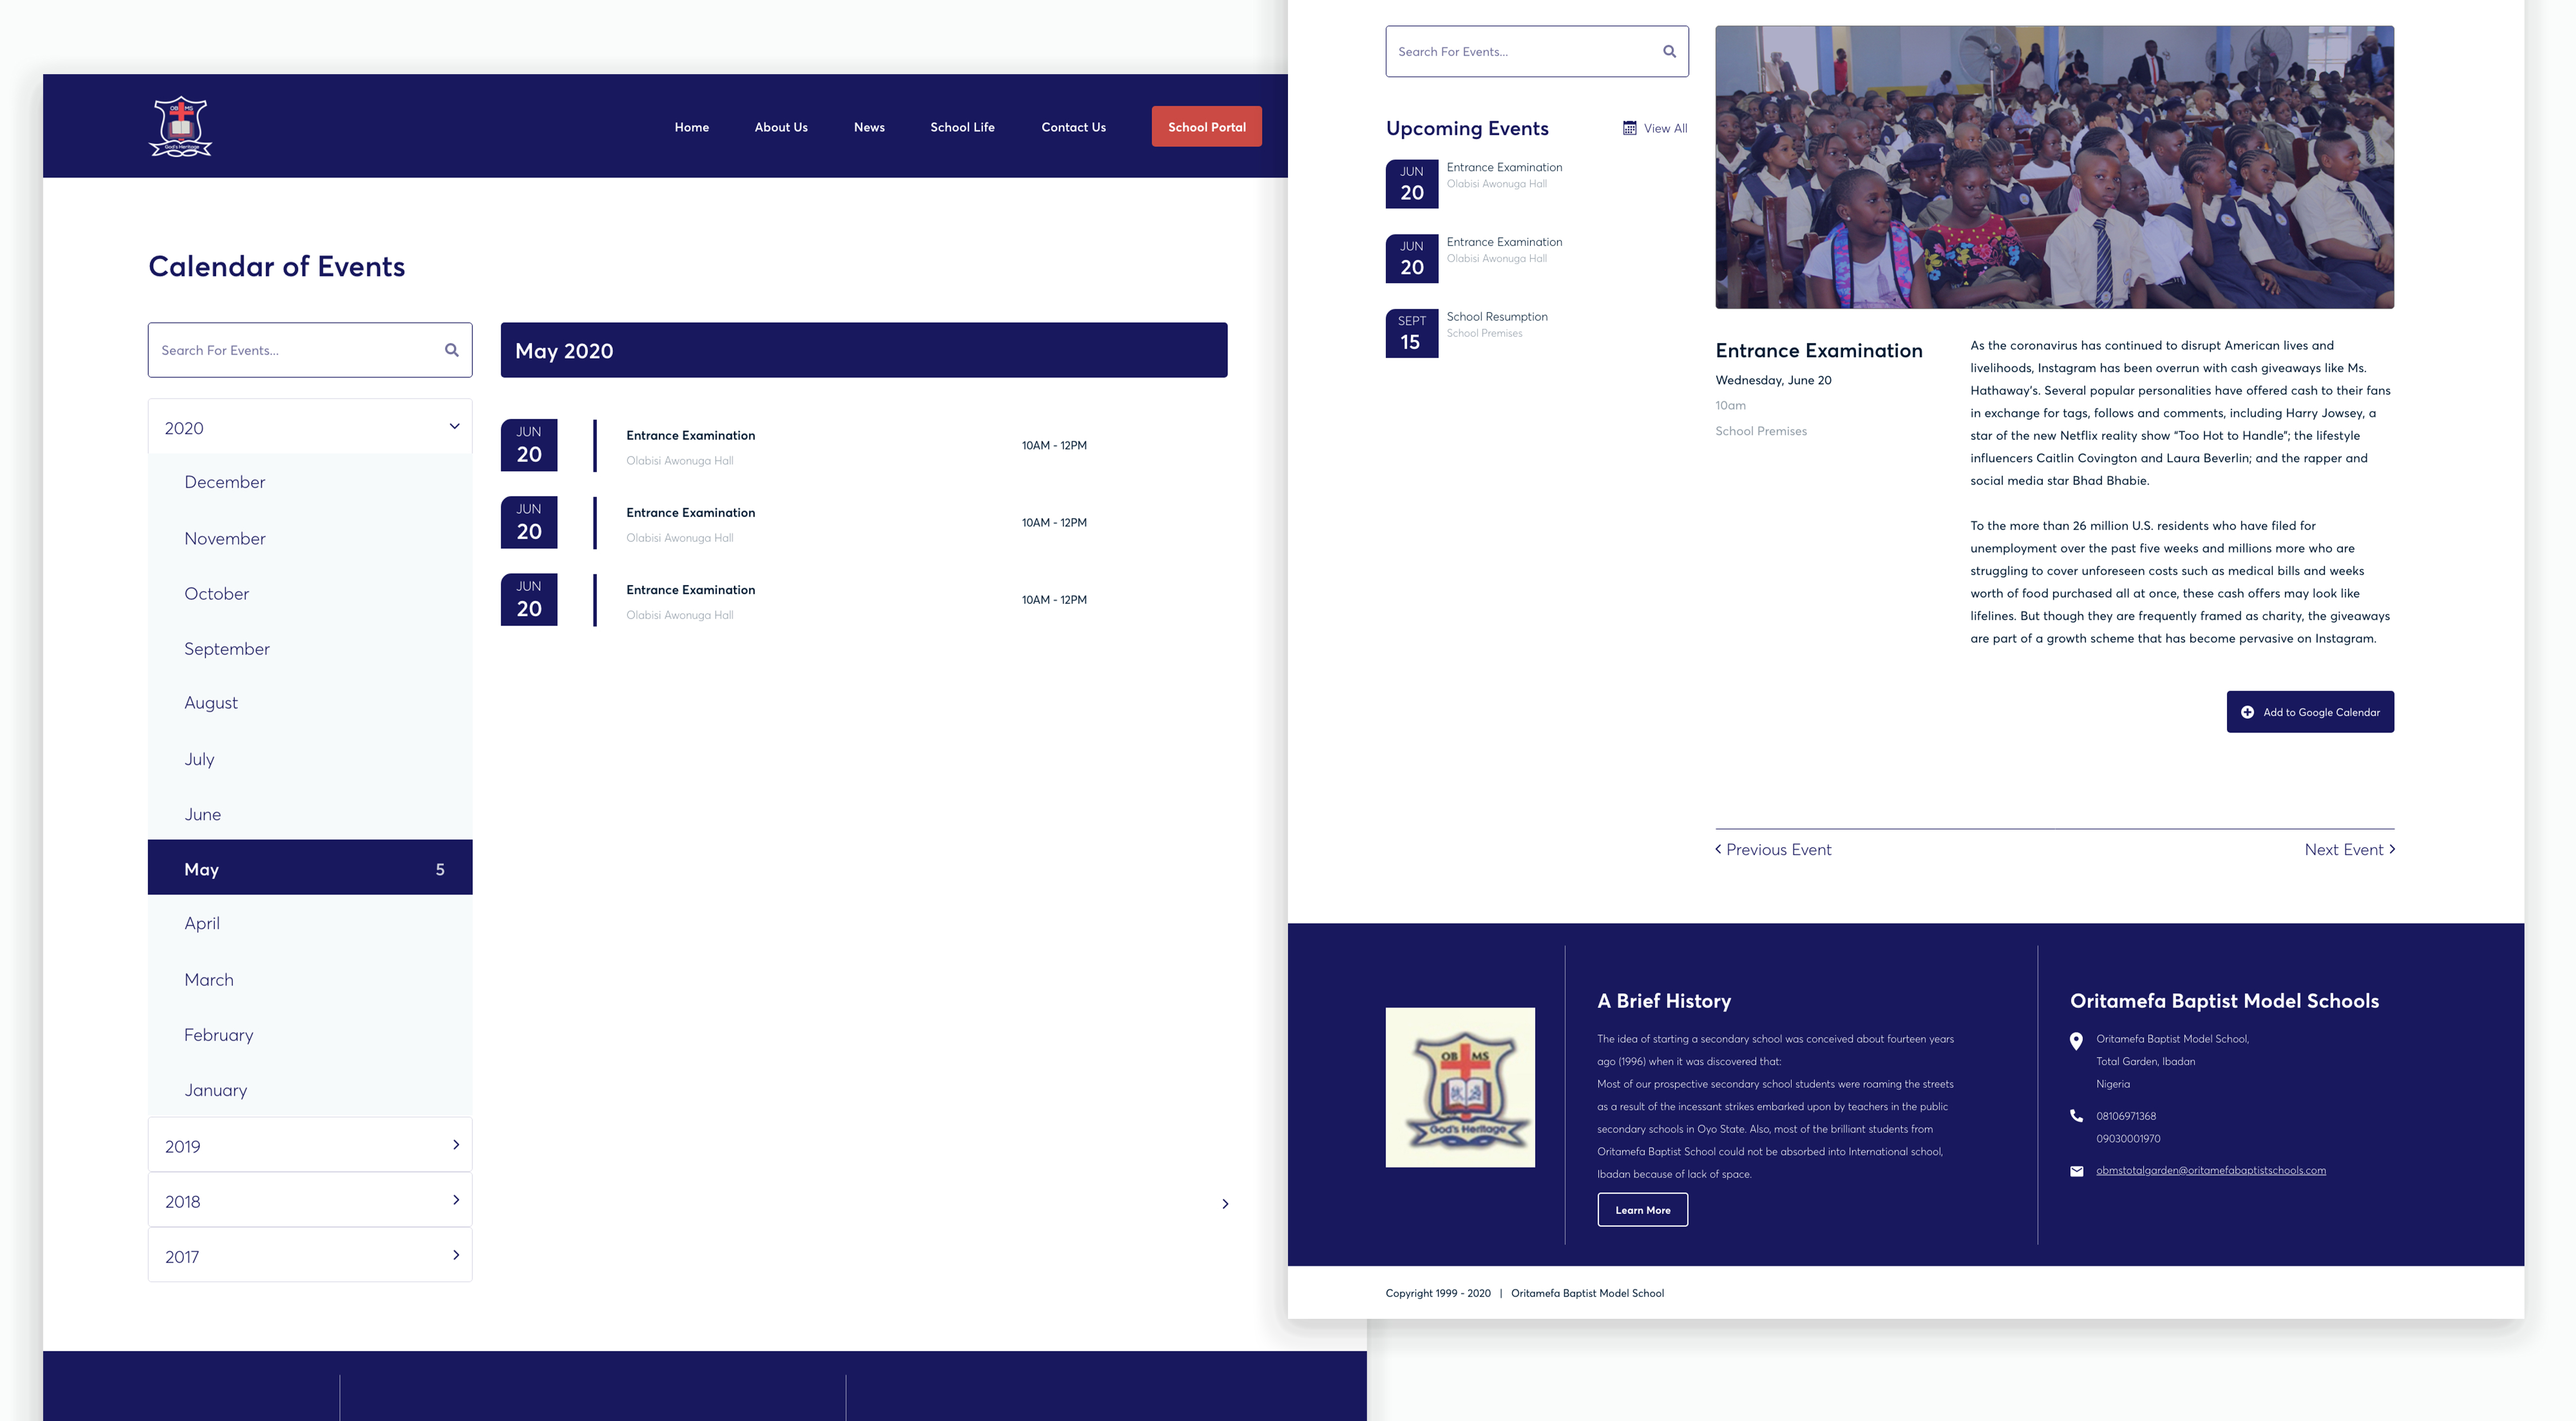 OB MS
God's Heritage
Home
About Us
News
School Life
Contact Us
School Portal
Calendar of Events
Search For Events...
2020
December
November
October
September
August
July
June
May 5
April
March
February
January
2019
2018
2017
May 2020
JUN
20
Entrance Examination
Olabisi Awonuga Hall
10AM - 12PM
JUN
20
Entrance Examination
Olabisi Awonuga Hall
10AM - 12PM
JUN
20
Entrance Examination
Olabisi Awonuga Hall
10AM - 12PM
Search For Events...
Upcoming Events
View All
JUN
20
Entrance Examination
Olabisi Awonuga Hall
JUN
20
Entrance Examination
Olabisi Awonuga Hall
SEPT
15
School Resumption
School Premises
Entrance Examination
Wednesday, June 20
10am
School Premises
As the coronavirus has continued to disrupt American lives and
livelihoods, Instagram has been overrun with cash giveaways like Ms.
Hathaway's. Several popular personalities have offered cash to their fans
in exchange for tags, follows and comments, including Harry Jowsey, a
star of the new Netflix reality show “Too Hot to Handle”; the lifestyle
influencers Caitlin Covington and Laura Beverlin; and the rapper and
social media star Bhad Bhabie.
To the more than 26 million U.S. residents who have filed for
unemployment over the past five weeks and millions more who are
struggling to cover unforeseen costs such as medical bills and weeks
worth of food purchased all at once, these cash offers may look like
lifelines. But though they are frequently framed as charity, the giveaways
are part of a growth scheme that has become pervasive on Instagram.
Add to Google Calendar
Previous Event
Next Event
OB MS
God's Heritage
A Brief History
The idea of starting a secondary school was conceived about fourteen years
ago (1996) when it was discovered that:
Most of our prospective secondary school students were roaming the streets
as a result of the incessant strikes embarked upon by teachers in the public
secondary schools in Oyo State. Also, most of the brilliant students from
Oritamefa Baptist School could not be absorbed into International school,
Ibadan because of lack of space.
Learn More
Oritamefa Baptist Model Schools
Oritamefa Baptist Model School,
Total Garden, Ibadan
Nigeria
08106971368
09030001970
obmstotalgarden@oritamefabaptistschools.com
Copyright 1999 - 2020 | Oritamefa Baptist Model School